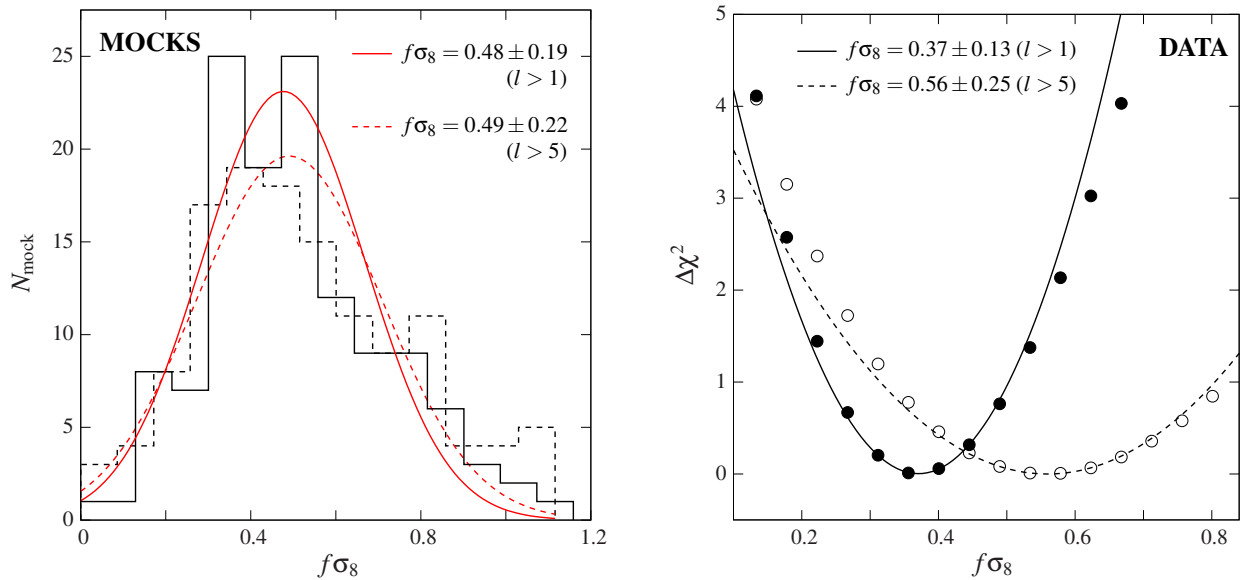 MOCKS
fσ₈ = 0.48 ± 0.19
(l > 1)
fσ₈ = 0.49 ± 0.22
(l > 5)
25
20
15
10
5
0
N_mock
0
0.4
0.8
1.2
fσ₈
DATA
fσ₈ = 0.37 ± 0.13 (l > 1)
fσ₈ = 0.56 ± 0.25 (l > 5)
5
4
3
2
1
0
Δχ²
0.2
0.4
0.6
0.8
fσ₈